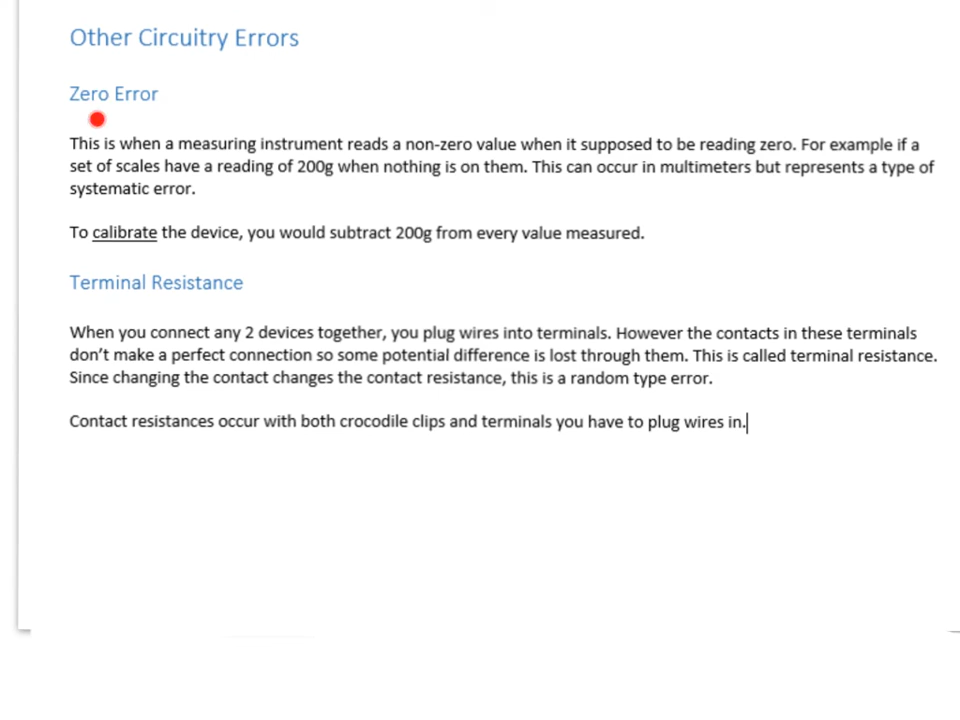 Other Circuitry Errors
Zero Error
This is when a measuring instrument reads a non-zero value when it supposed to be reading zero. For example if a
set of scales have a reading of 200g when nothing is on them. This can occur in multimeters but represents a type of
systematic error.
To calibrate the device, you would subtract 200g from every value measured.
Terminal Resistance
When you connect any 2 devices together, you plug wires into terminals. However the contacts in these terminals
don't make a perfect connection so some potential difference is lost through them. This is called terminal resistance.
Since changing the contact changes the contact resistance, this is a random type error.
Contact resistances occur with both crocodile clips and terminals you have to plug wires in.